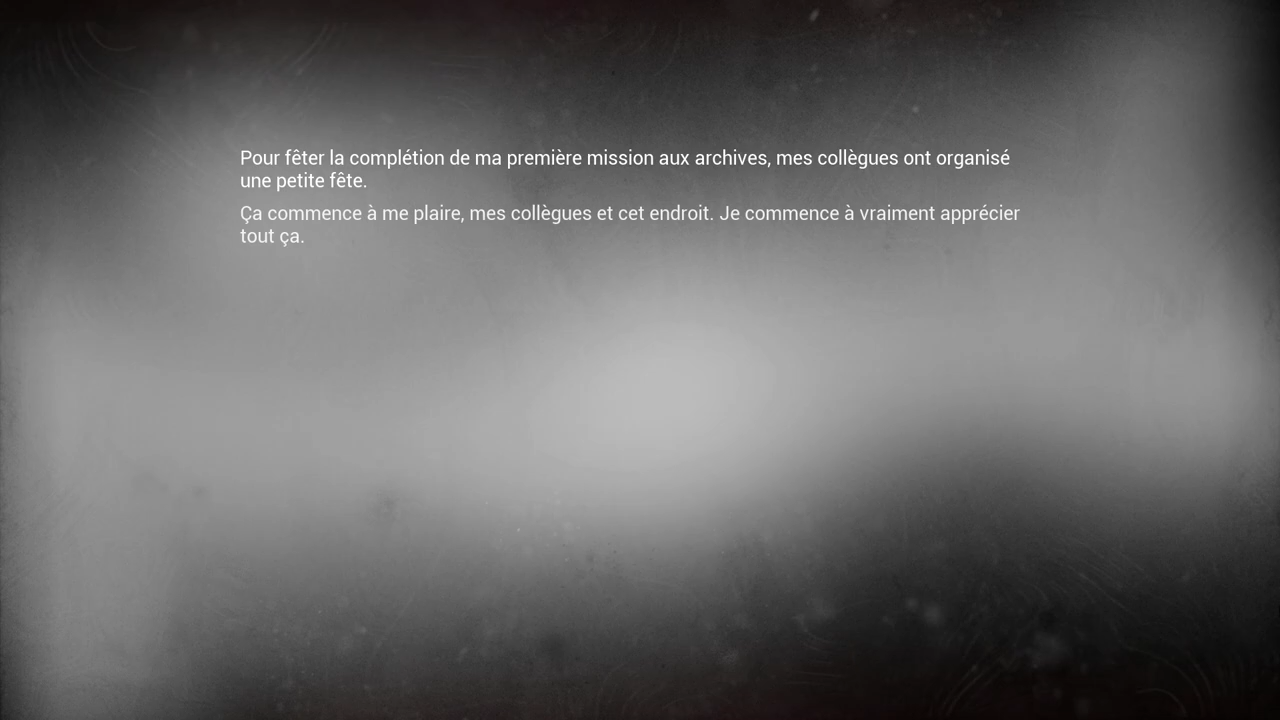 Pour fêter la complétion de ma première mission aux archives, mes collègues ont organisé
une petite fête.
Ça commence à me plaire, mes collègues et cet endroit. Je commence à vraiment apprécier
tout ça.